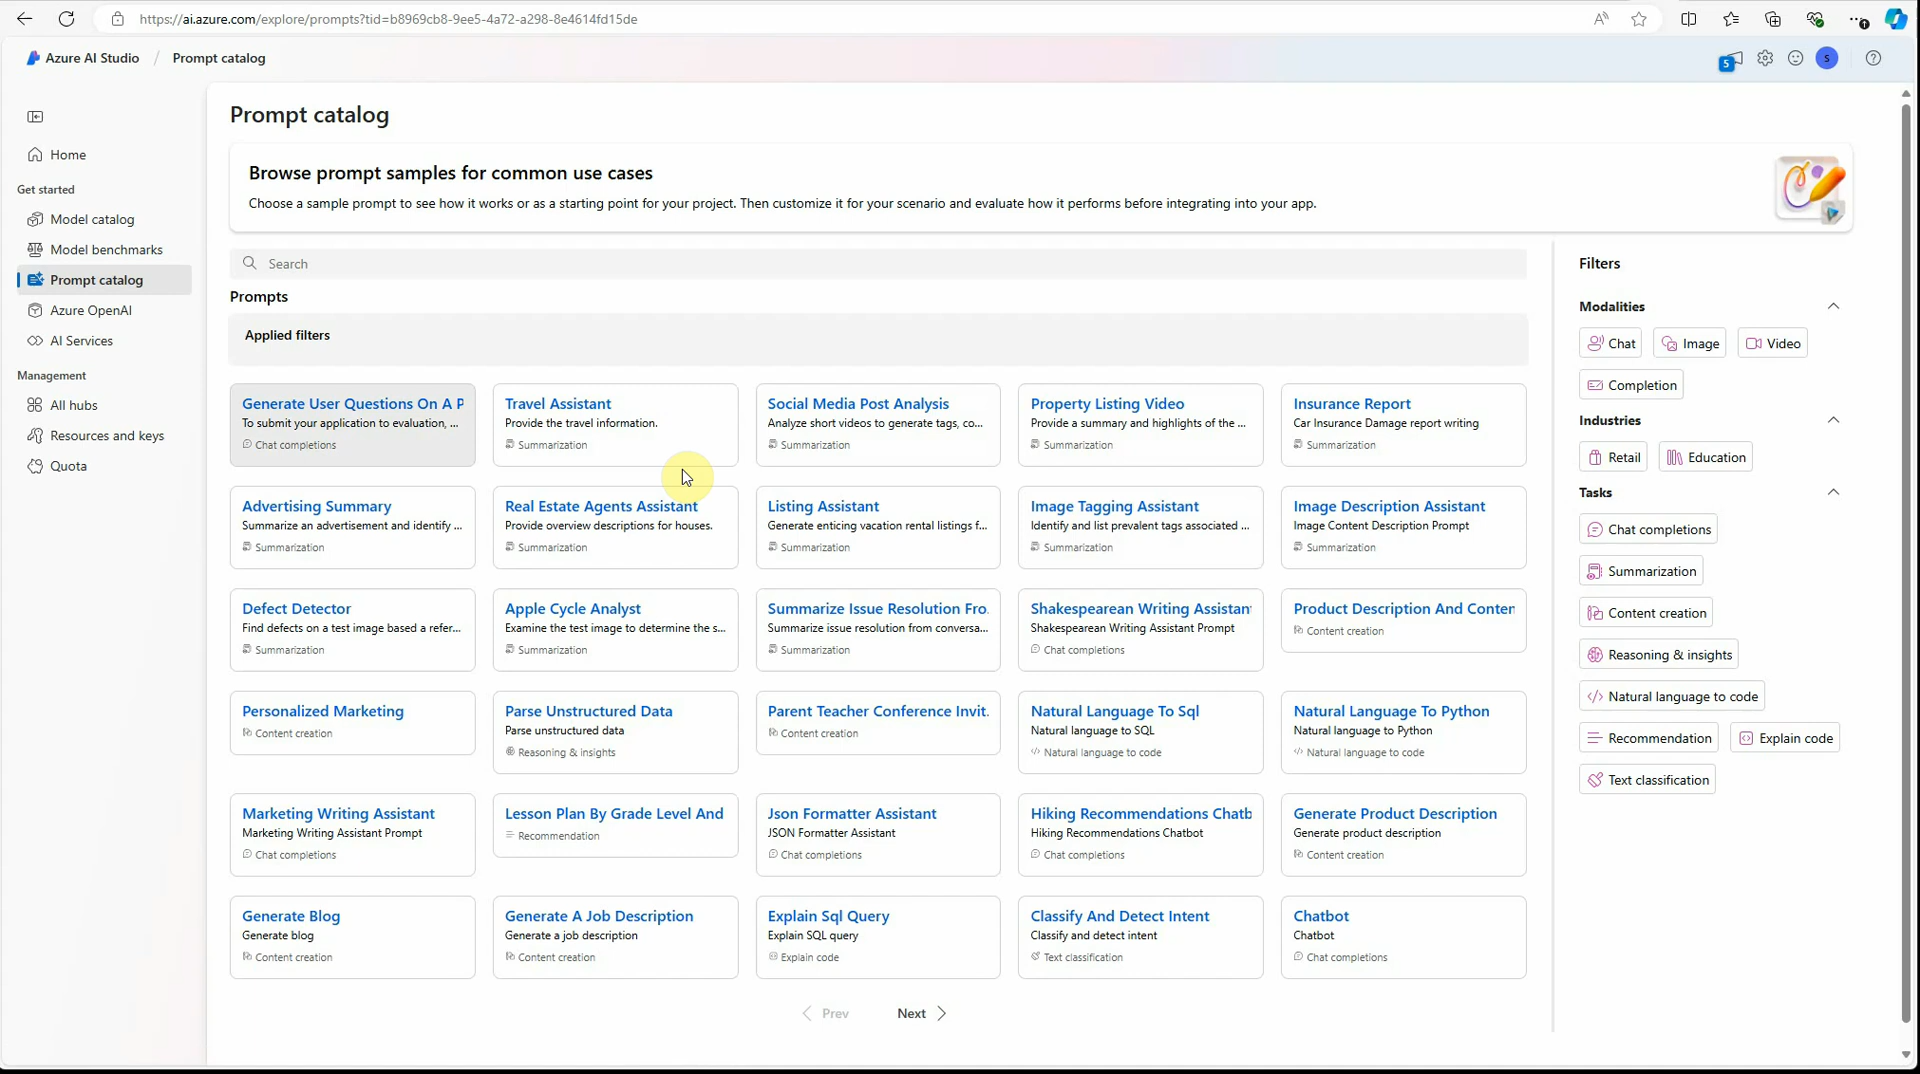 https://ai.azure.com/explore/prompts?tid=b8969cb8-9ee5-4a72-a298-8e4614fd15de
Azure AI Studio / Prompt catalog
5
S
Home
Get started
Model catalog
Model benchmarks
Prompt catalog
Azure OpenAI
AI Services
Management
All hubs
Resources and keys
Quota
Prompt catalog
Browse prompt samples for common use cases
Choose a sample prompt to see how it works or as a starting point for your project. Then customize it for your scenario and evaluate how it performs before integrating into your app.
Search
Prompts
Applied filters
Generate User Questions On A P
To submit your application to evaluation, ...
Chat completions
Travel Assistant
Provide the travel information.
Summarization
Social Media Post Analysis
Analyze short videos to generate tags, co...
Summarization
Property Listing Video
Provide a summary and highlights of the ...
Summarization
Insurance Report
Car Insurance Damage report writing
Summarization
Advertising Summary
Summarize an advertisement and identify ...
Summarization
Real Estate Agents Assistant
Provide overview descriptions for houses.
Summarization
Listing Assistant
Generate enticing vacation rental listings f...
Summarization
Image Tagging Assistant
Identify and list prevalent tags associated ...
Summarization
Image Description Assistant
Image Content Description Prompt
Summarization
Defect Detector
Find defects on a test image based a refer...
Summarization
Apple Cycle Analyst
Examine the test image to determine the s...
Summarization
Summarize Issue Resolution Fro.
Summarize issue resolution from conversa...
Summarization
Shakespearean Writing Assistan
Shakespearean Writing Assistant Prompt
Chat completions
Product Description And Conten
Content creation
Personalized Marketing
Content creation
Parse Unstructured Data
Parse unstructured data
Reasoning & insights
Parent Teacher Conference Invit.
Content creation
Natural Language To Sql
Natural language to SQL
Natural language to code
Natural Language To Python
Natural language to Python
Natural language to code
Marketing Writing Assistant
Marketing Writing Assistant Prompt
Chat completions
Lesson Plan By Grade Level And
Recommendation
Json Formatter Assistant
JSON Formatter Assistant
Chat completions
Hiking Recommendations Chatb
Hiking Recommendations Chatbot
Chat completions
Generate Product Description
Generate product description
Content creation
Generate Blog
Generate blog
Content creation
Generate A Job Description
Generate a job description
Content creation
Explain Sql Query
Explain SQL query
Explain code
Classify And Detect Intent
Classify and detect intent
Text classification
Chatbot
Chatbot
Chat completions
Prev
Next
Filters
Modalities
Chat
Image
Video
Completion
Industries
Retail
Education
Tasks
Chat completions
Summarization
Content creation
Reasoning & insights
Natural language to code
Recommendation
Explain code
Text classification